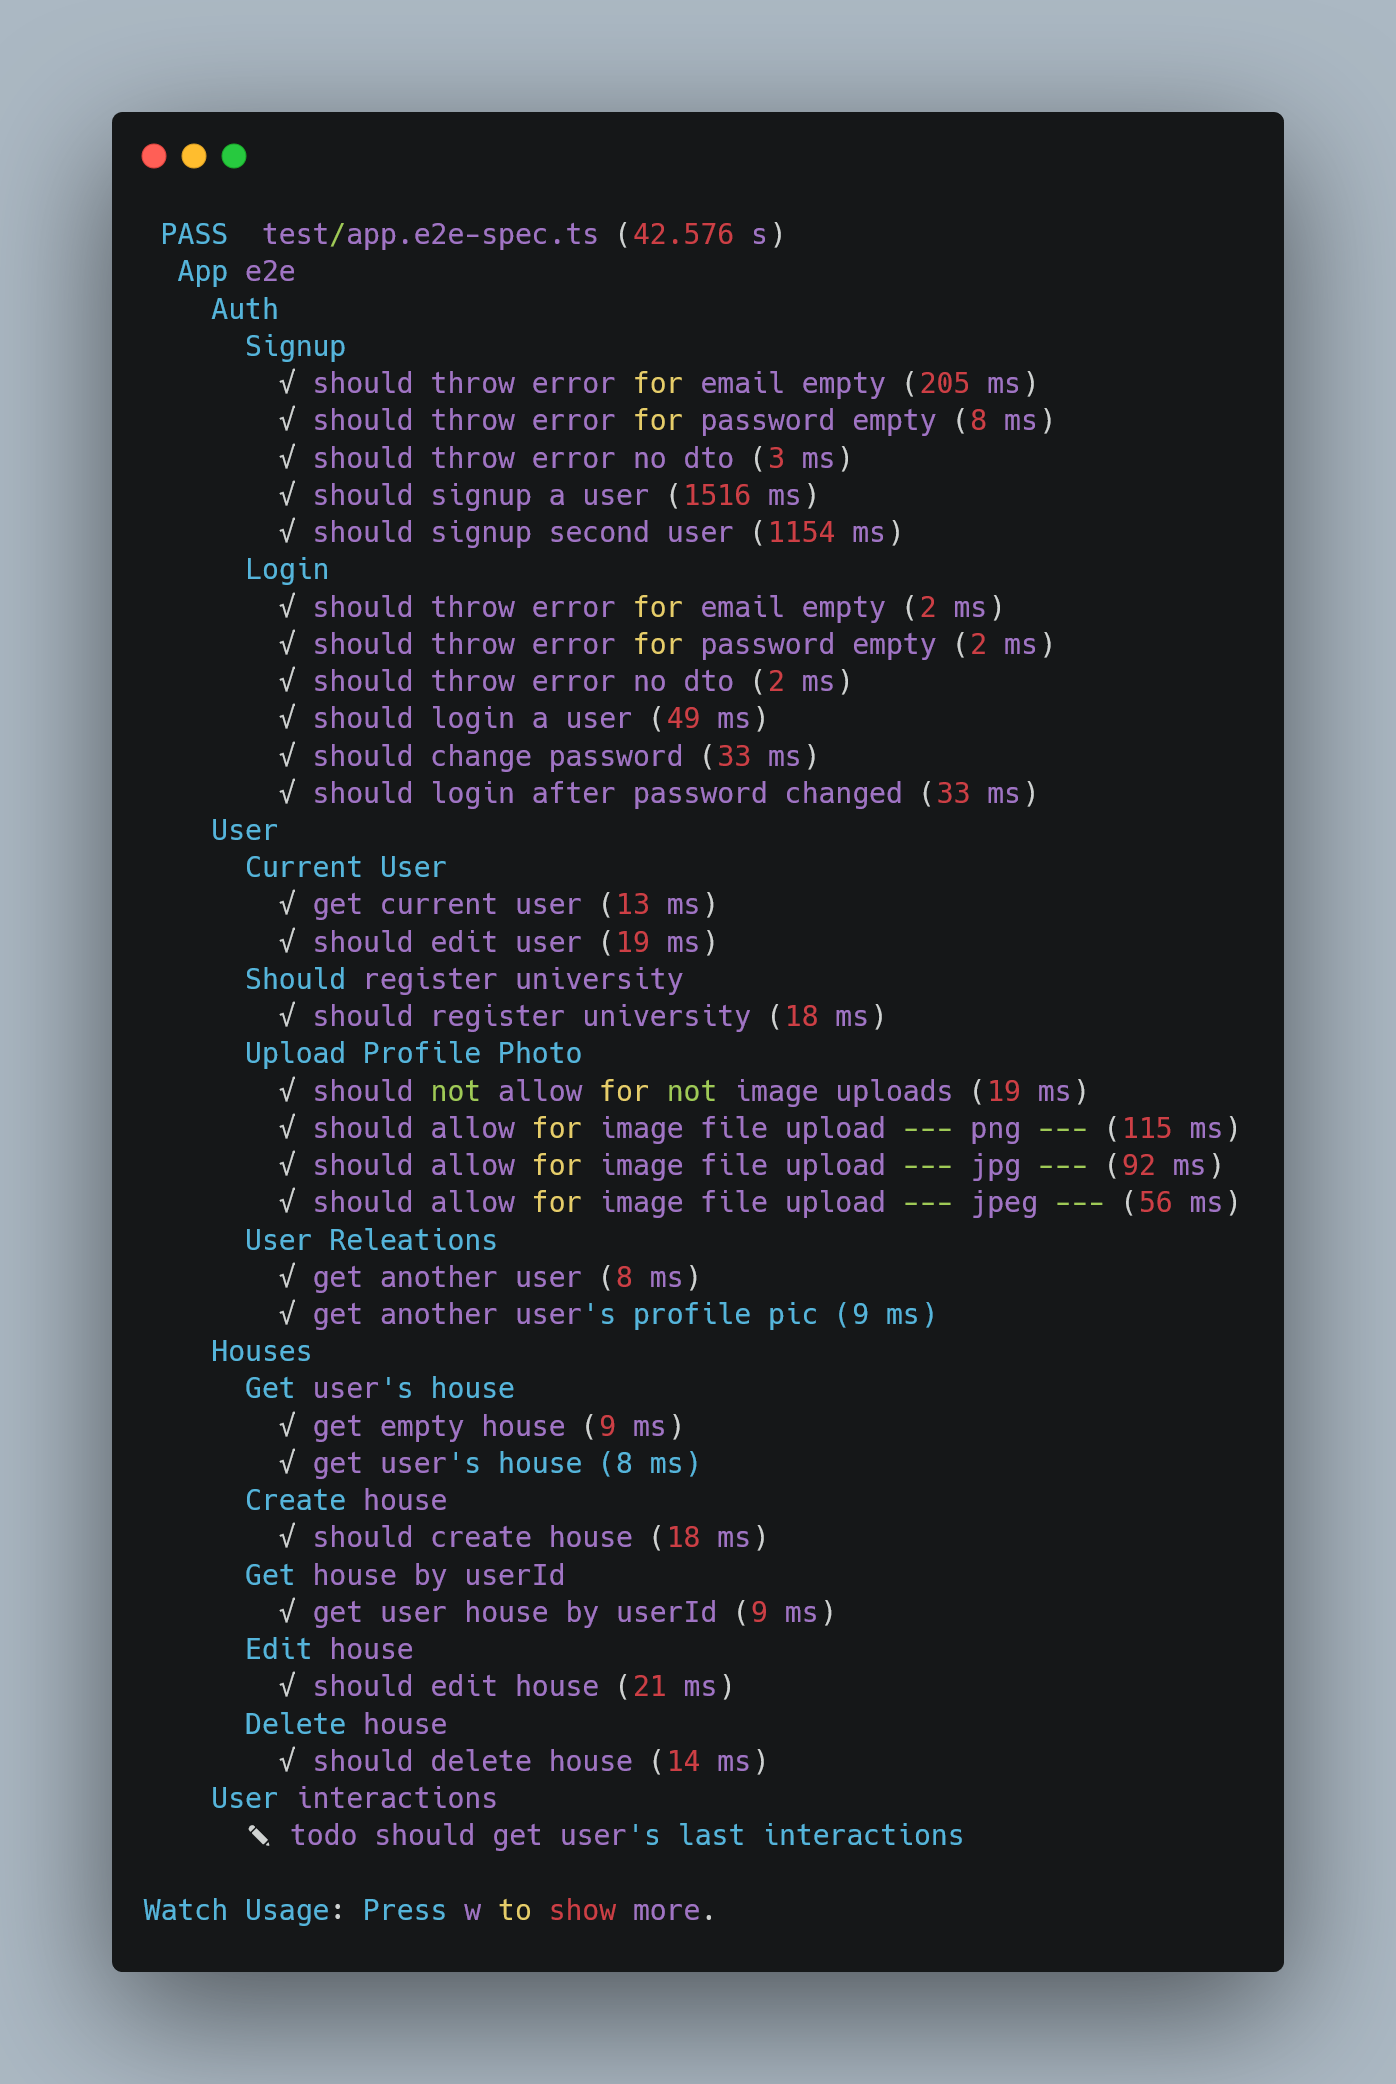 PASS  test/app.e2e-spec.ts (42.576 s)
App e2e
Auth
Signup
√ should throw error for email empty (205 ms)
√ should throw error for password empty (8 ms)
√ should throw error no dto (3 ms)
√ should signup a user (1516 ms)
√ should signup second user (1154 ms)
Login
√ should throw error for email empty (2 ms)
√ should throw error for password empty (2 ms)
√ should throw error no dto (2 ms)
√ should login a user (49 ms)
√ should change password (33 ms)
√ should login after password changed (33 ms)
User
Current User
√ get current user (13 ms)
√ should edit user (19 ms)
Should register university
√ should register university (18 ms)
Upload Profile Photo
√ should not allow for not image uploads (19 ms)
√ should allow for image file upload --- png --- (115 ms)
√ should allow for image file upload --- jpg --- (92 ms)
√ should allow for image file upload --- jpeg --- (56 ms)
User Releations
√ get another user (8 ms)
√ get another user's profile pic (9 ms)
Houses
Get user's house
√ get empty house (9 ms)
√ get user's house (8 ms)
Create house
√ should create house (18 ms)
Get house by userId
√ get user house by userId (9 ms)
Edit house
√ should edit house (21 ms)
Delete house
√ should delete house (14 ms)
User interactions
✎ todo should get user's last interactions
Watch Usage: Press w to show more.